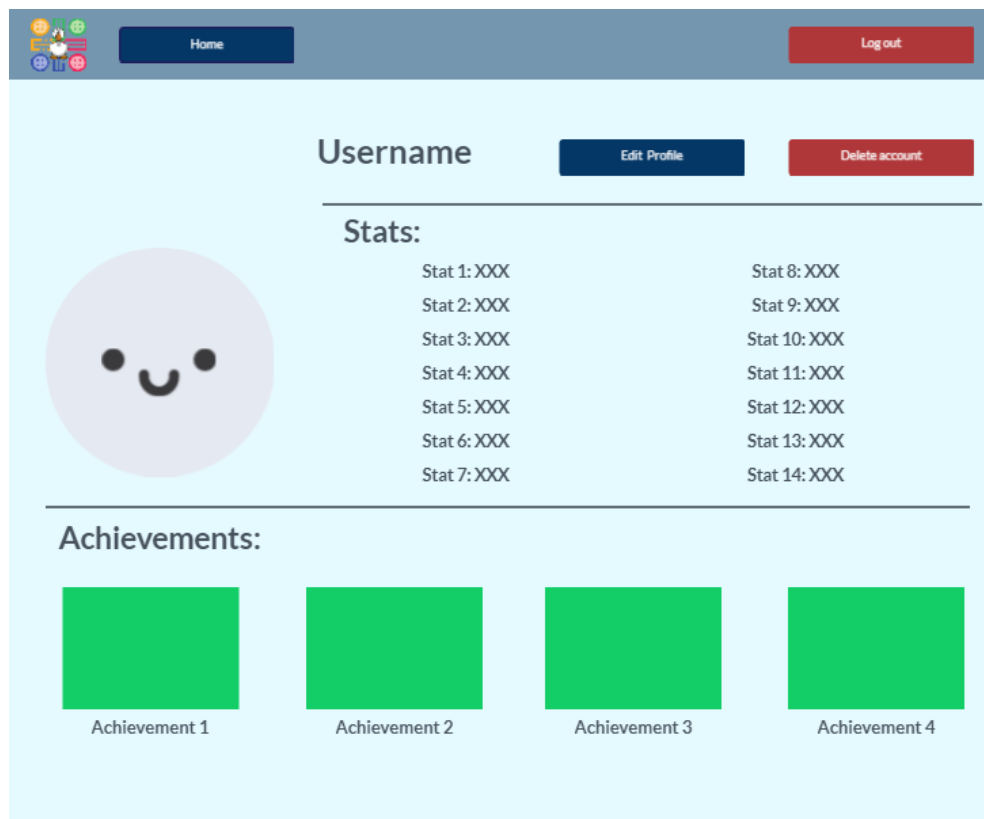 Home
Log out
Username
Edit Profile
Delete account
Stats:
Stat 1: XXX
Stat 2: XXX
Stat 3: XXX
Stat 4: XXX
Stat 5: XXX
Stat 6: XXX
Stat 7: XXX
Stat 8: XXX
Stat 9: XXX
Stat 10: XXX
Stat 11: XXX
Stat 12: XXX
Stat 13: XXX
Stat 14: XXX
Achievements:
Achievement 1
Achievement 2
Achievement 3
Achievement 4